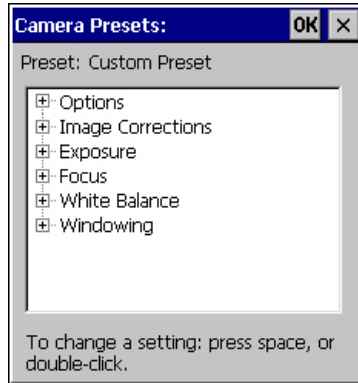 Camera Presets: OK ×
Preset: Custom Preset
Options
Image Corrections
Exposure
Focus
White Balance
Windowing
To change a setting: press space, or
double-click.